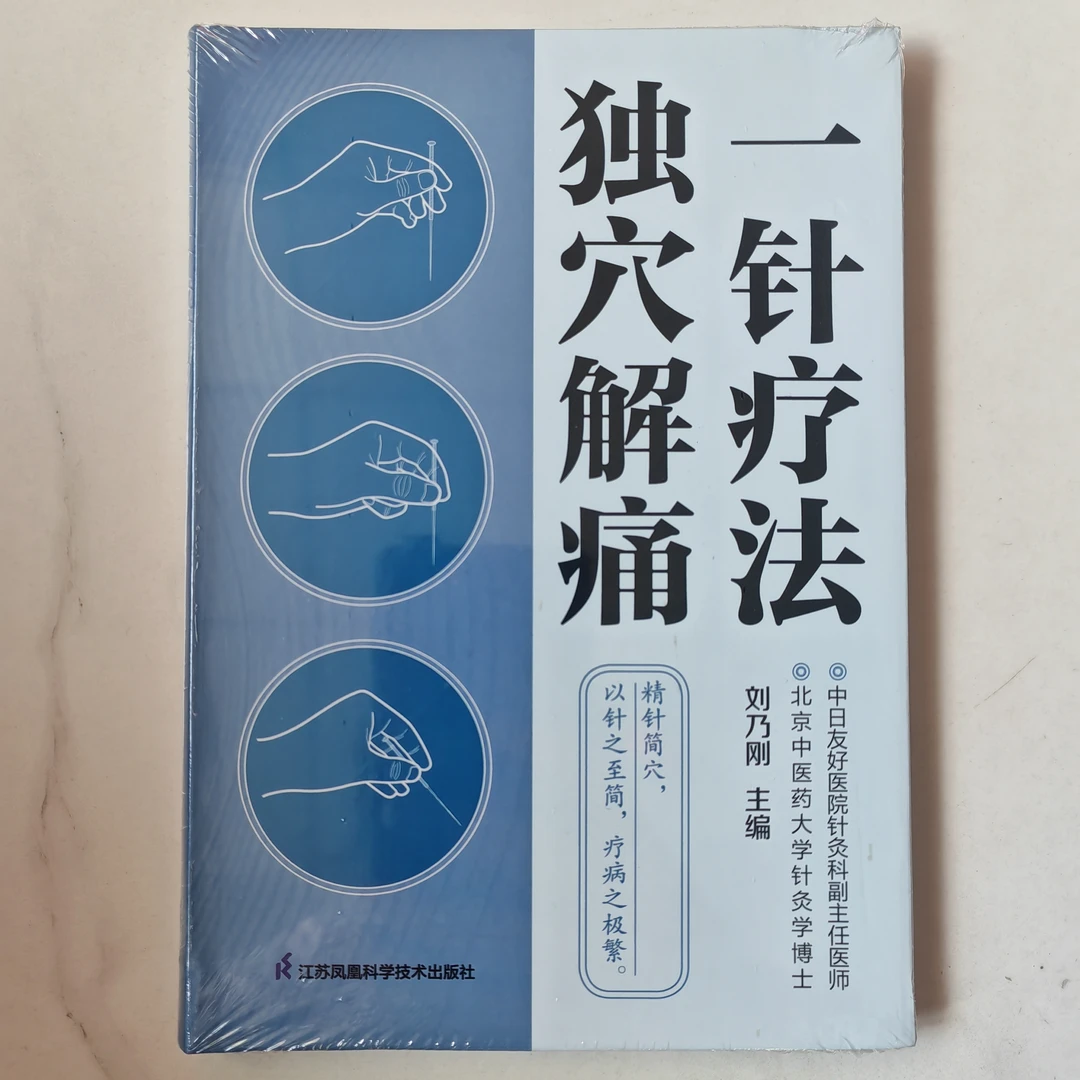 一针疗法
独穴解痛
中日友好医院针灸科副主任医师
北京中医药大学针灸学博士
刘乃刚 主编
精针简穴，
以针之至简，疗病之极繁。
江苏凤凰科学技术出版社